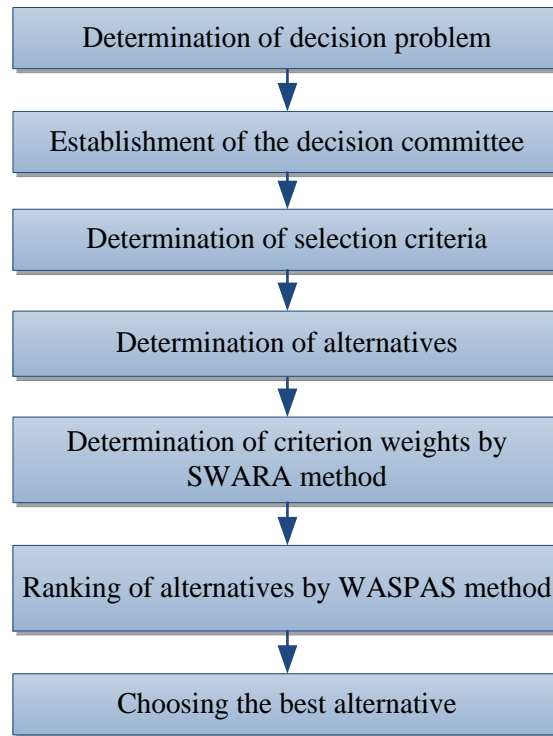 Determination of decision problem
Establishment of the decision committee
Determination of selection criteria
Determination of alternatives
Determination of criterion weights by
SWARA method
Ranking of alternatives by WASPAS method
Choosing the best alternative